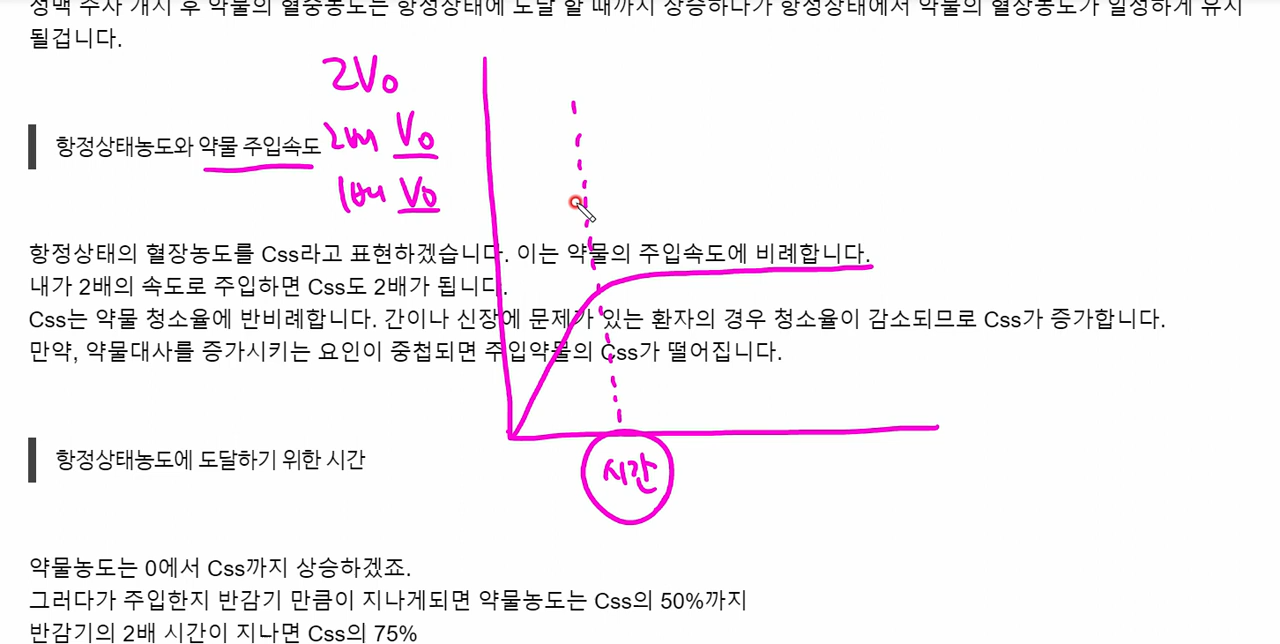 정맥 주사 개시 후 약물의 혈중농도는 항정상태에 도달 할 때까지 상승하다가 항정상태에서 약물의 혈장농도가 일정하게 유지
될겁니다.
2V₀
항정상태농도와 약물 주입속도
2배 V₀
1배 V₀
항정상태의 혈장농도를 Css라고 표현하겠습니다. 이는 약물의 주입속도에 비례합니다.
내가 2배의 속도로 주입하면 Css도 2배가 됩니다.
Css는 약물 청소율에 반비례합니다. 간이나 신장에 문제가 있는 환자의 경우 청소율이 감소되므로 Css가 증가합니다.
만약, 약물대사를 증가시키는 요인이 중첩되면 주입약물의 Css가 떨어집니다.
항정상태농도에 도달하기 위한 시간
시간
약물농도는 0에서 Css까지 상승하겠죠.
그러다가 주입한지 반감기 만큼이 지나게되면 약물농도는 Css의 50%까지
반감기의 2배 시간이 지나면 Css의 75%